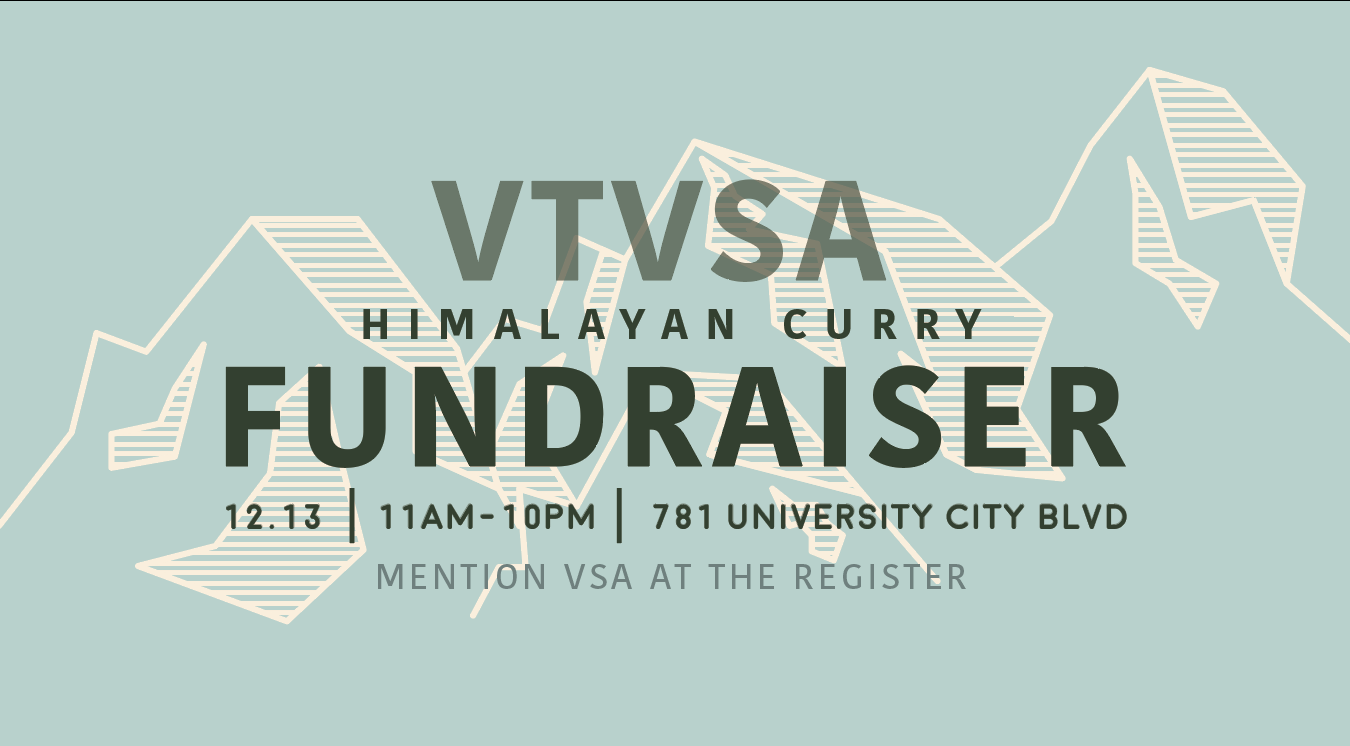 VTVSA
HIMALAYAN CURRY
FUNDRAISER
12.13 | 11AM-10PM | 781 UNIVERSITY CITY BLVD
MENTION VSA AT THE REGISTER